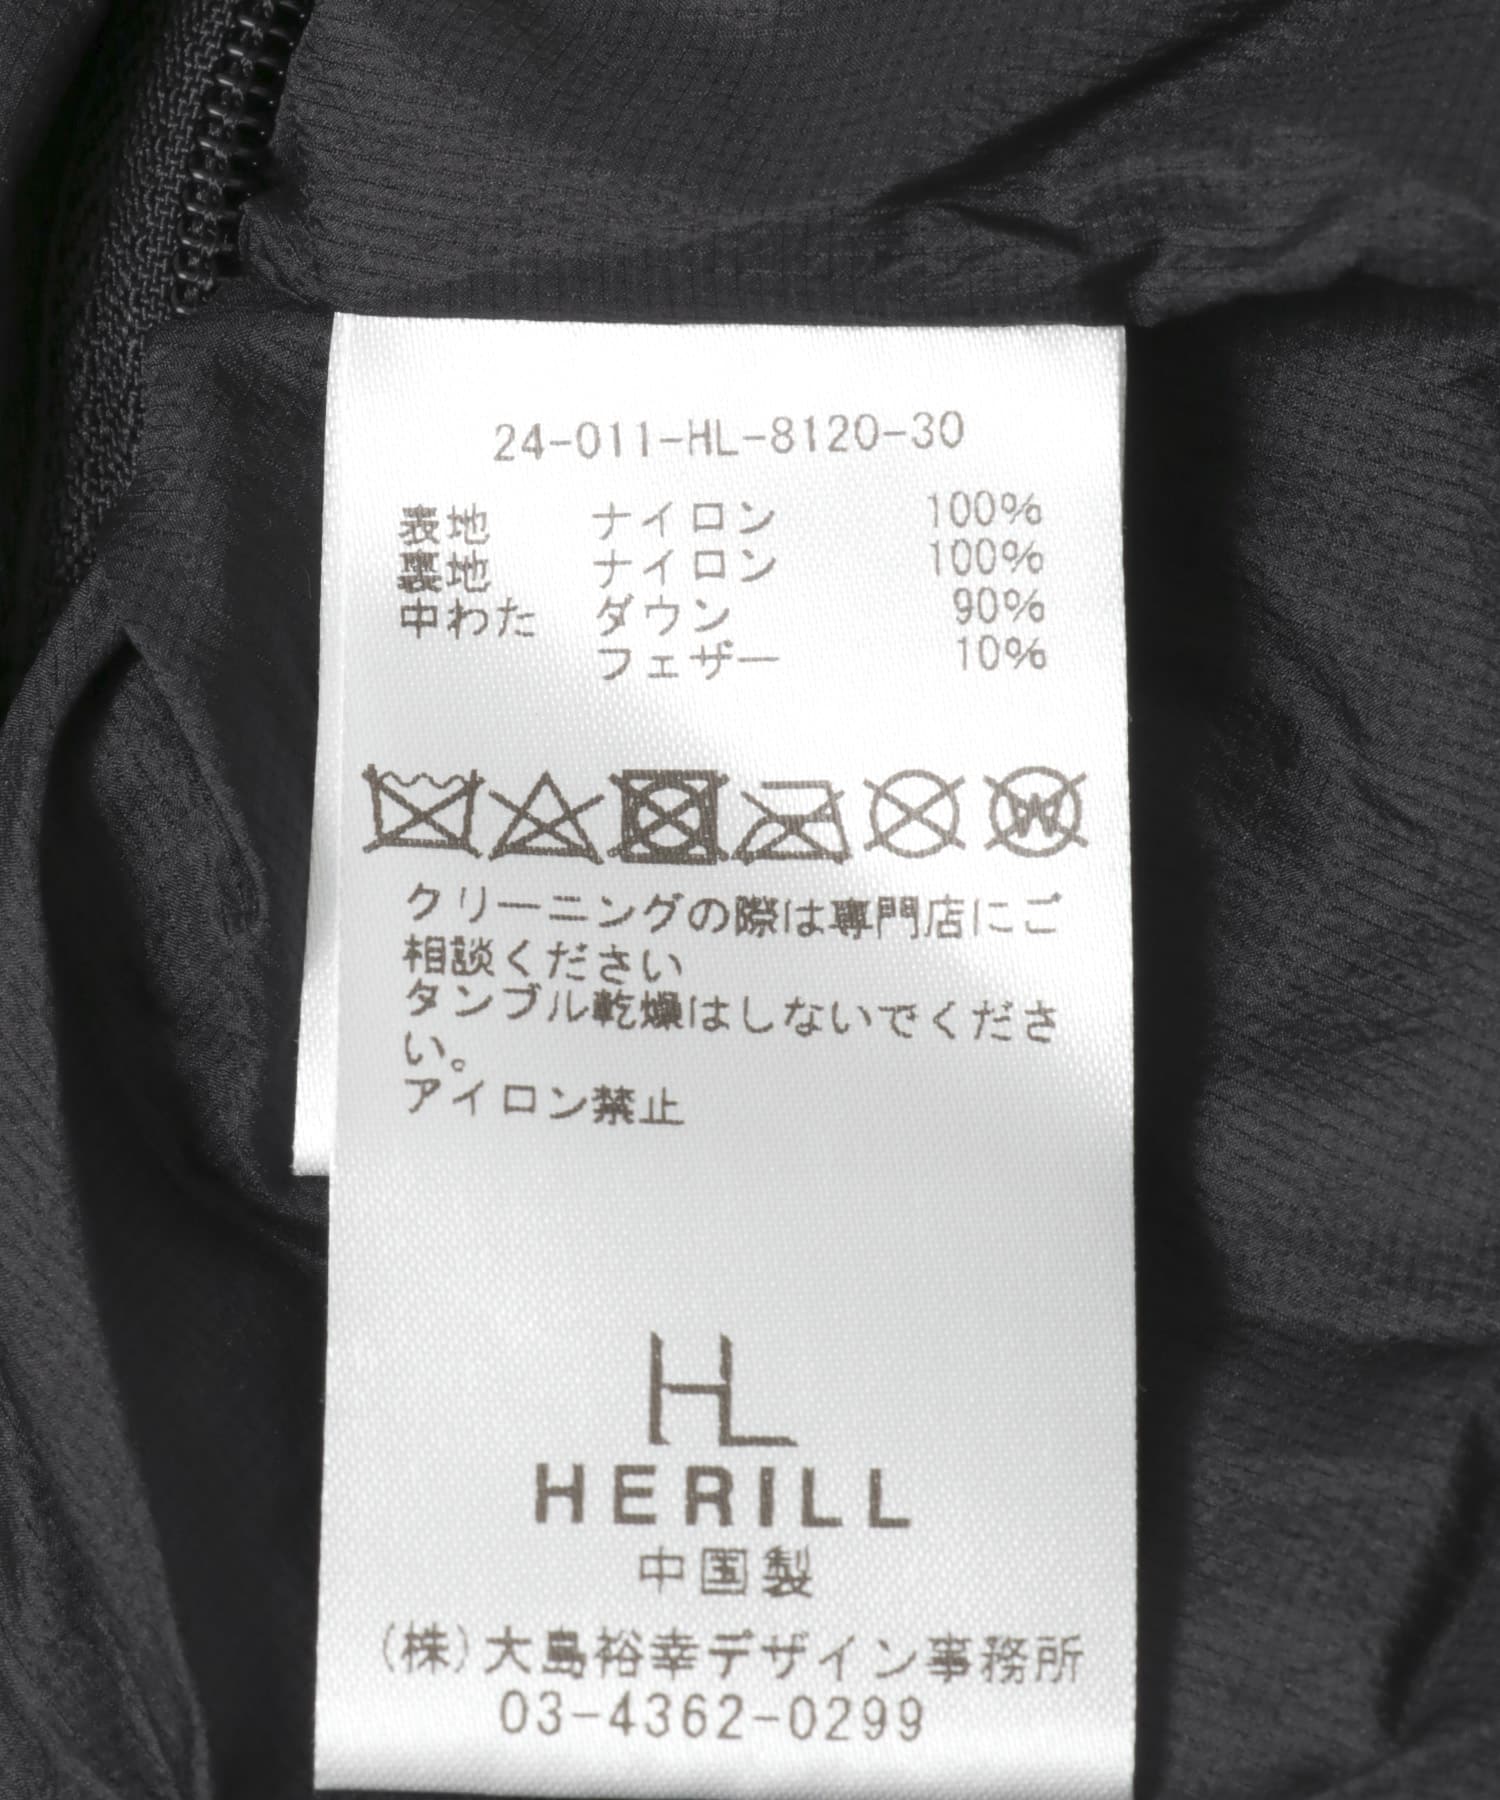 24-011-HL-8120-30
表地 ナイロン 100%
裏地 ナイロン 100%
中わた ダウン 90%
フェザー 10%
W
クリーニングの際は専門店にご
相談ください
タンブル乾燥はしないでくださ
い。
アイロン禁止
HL
HERILL
中国製
(株)大島裕幸デザイン事務所
03-4362-0299